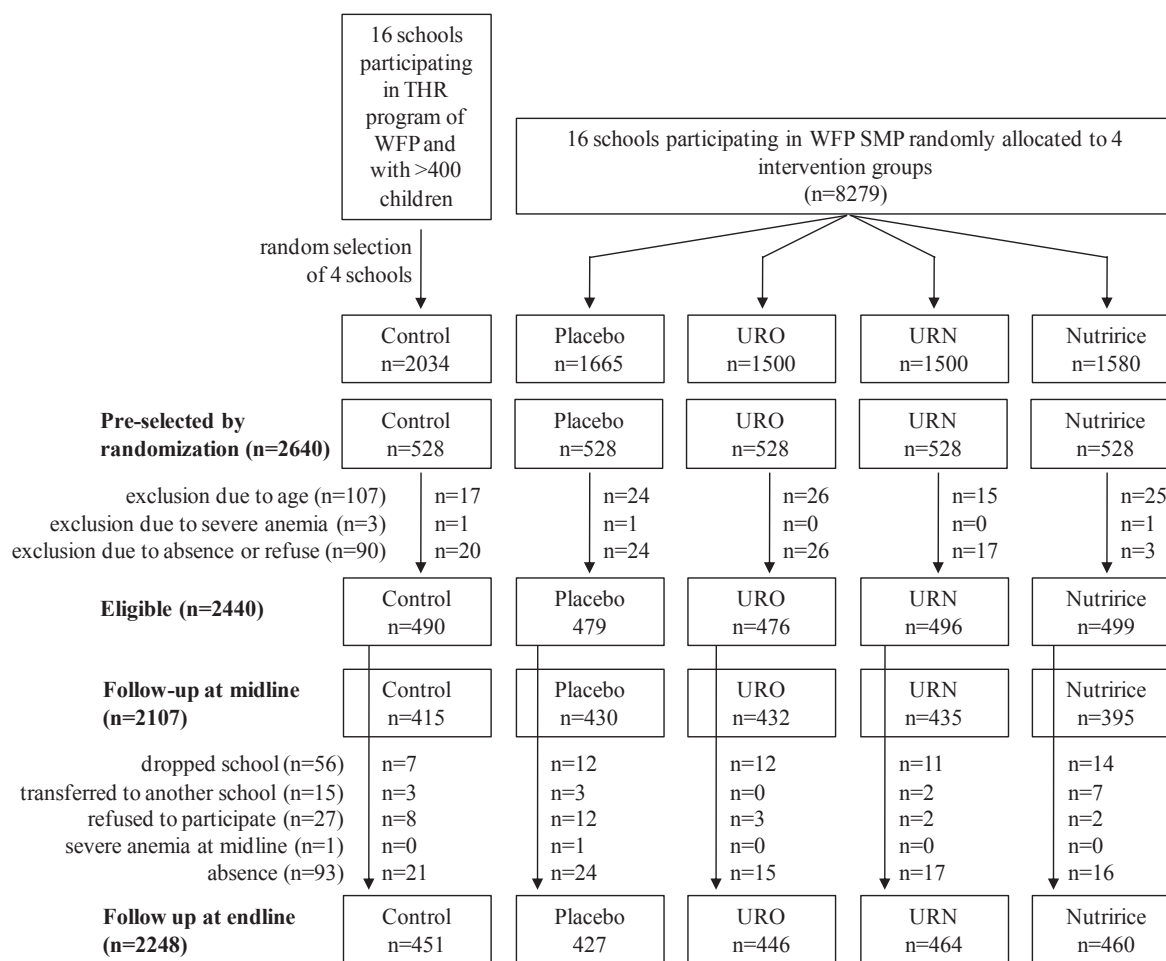 16 schools
participating
in THR
program of
WFP and
with >400
children
16 schools participating in WFP SMP randomly allocated to 4
intervention groups
(n=8279)
random selection
of 4 schools
Control
n=2034
Placebo
n=1665
URO
n=1500
URN
n=1500
Nutririce
n=1580
Pre-selected by
randomization (n=2640)
Control
n=528
Placebo
n=528
URO
n=528
URN
n=528
Nutririce
n=528
exclusion due to age (n=107) n=17 n=24 n=26 n=15 n=25
exclusion due to severe anemia (n=3) n=1 n=1 n=0 n=0 n=1
exclusion due to absence or refuse (n=90) n=20 n=24 n=26 n=17 n=3
Eligible (n=2440)
Control
n=490
Placebo
479
URO
n=476
URN
n=496
Nutririce
n=499
Follow-up at midline
(n=2107)
Control
n=415
Placebo
n=430
URO
n=432
URN
n=435
Nutririce
n=395
dropped school (n=56) n=7 n=12 n=12 n=11 n=14
transferred to another school (n=15) n=3 n=3 n=0 n=2 n=7
refused to participate (n=27) n=8 n=12 n=3 n=2 n=2
severe anemia at midline (n=1) n=0 n=1 n=0 n=0 n=0
absence (n=93) n=21 n=24 n=15 n=17 n=16
Follow up at endline
(n=2248)
Control
n=451
Placebo
427
URO
n=446
URN
n=464
Nutririce
n=460